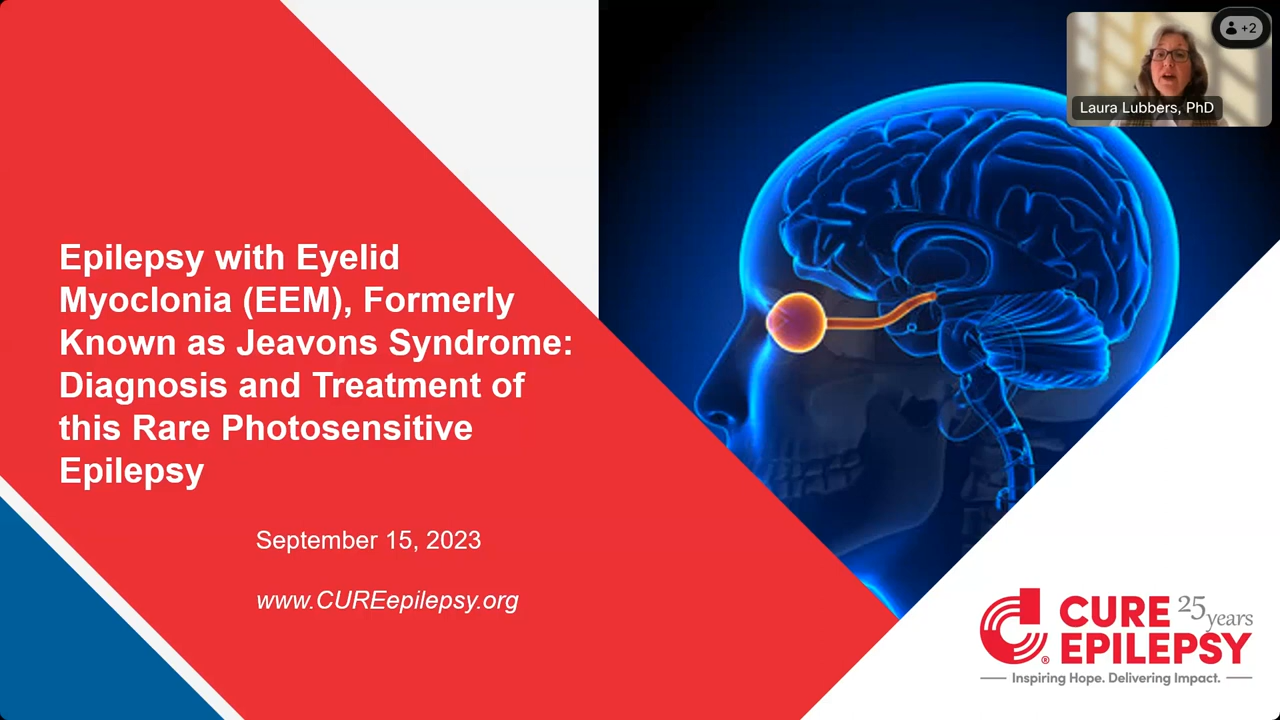 +2
Laura Lubbers, PhD
Epilepsy with Eyelid
Myoclonia (EEM), Formerly
Known as Jeavons Syndrome:
Diagnosis and Treatment of
this Rare Photosensitive
Epilepsy
September 15, 2023
www.CUREepilepsy.org
CURE 25 years
EPILEPSY
®
Inspiring Hope. Delivering Impact.